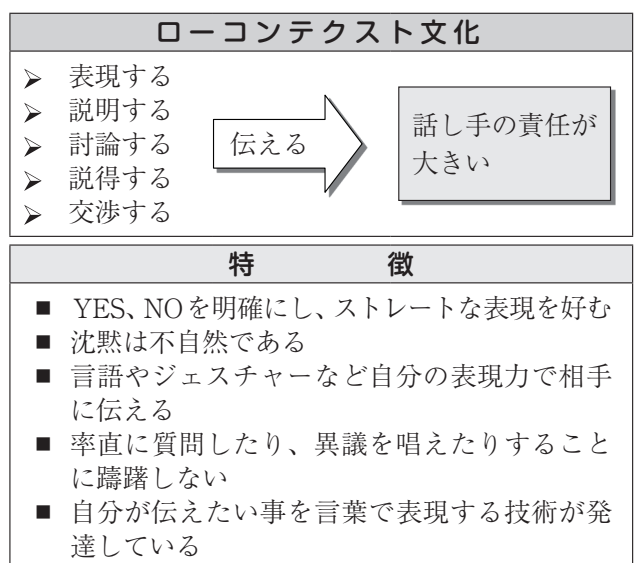 ローコンテクスト文化
➢ 表現する
➢ 説明する
➢ 討論する
➢ 説得する
➢ 交渉する
伝える
話し手の責任が
大きい
特 徴
■ YES、NOを明確にし、ストレートな表現を好む
■ 沈黙は不自然である
■ 言語やジェスチャーなど自分の表現力で相手
に伝える
■ 率直に質問したり、異議を唱えたりすること
に躊躇しない
■ 自分が伝えたい事を言葉で表現する技術が発
達している